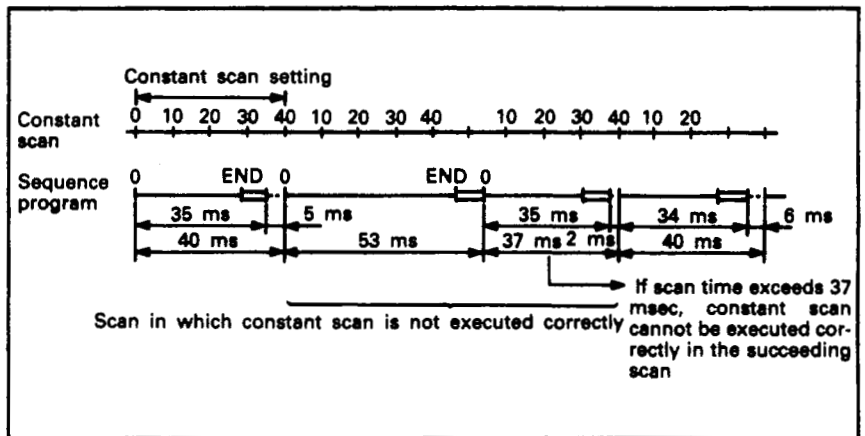 Constant scan setting
Constant scan
0 10 20 30 40 10 20 30 40 10 20 30 40 10 20
Sequence program
0 END 0 END 0
35 ms 5 ms 35 ms 2 ms 34 ms 6 ms
40 ms 53 ms 37 ms 40 ms
Scan in which constant scan is not executed correctly
If scan time exceeds 37
msec, constant scan
cannot be executed cor-
rectly in the succeeding
scan